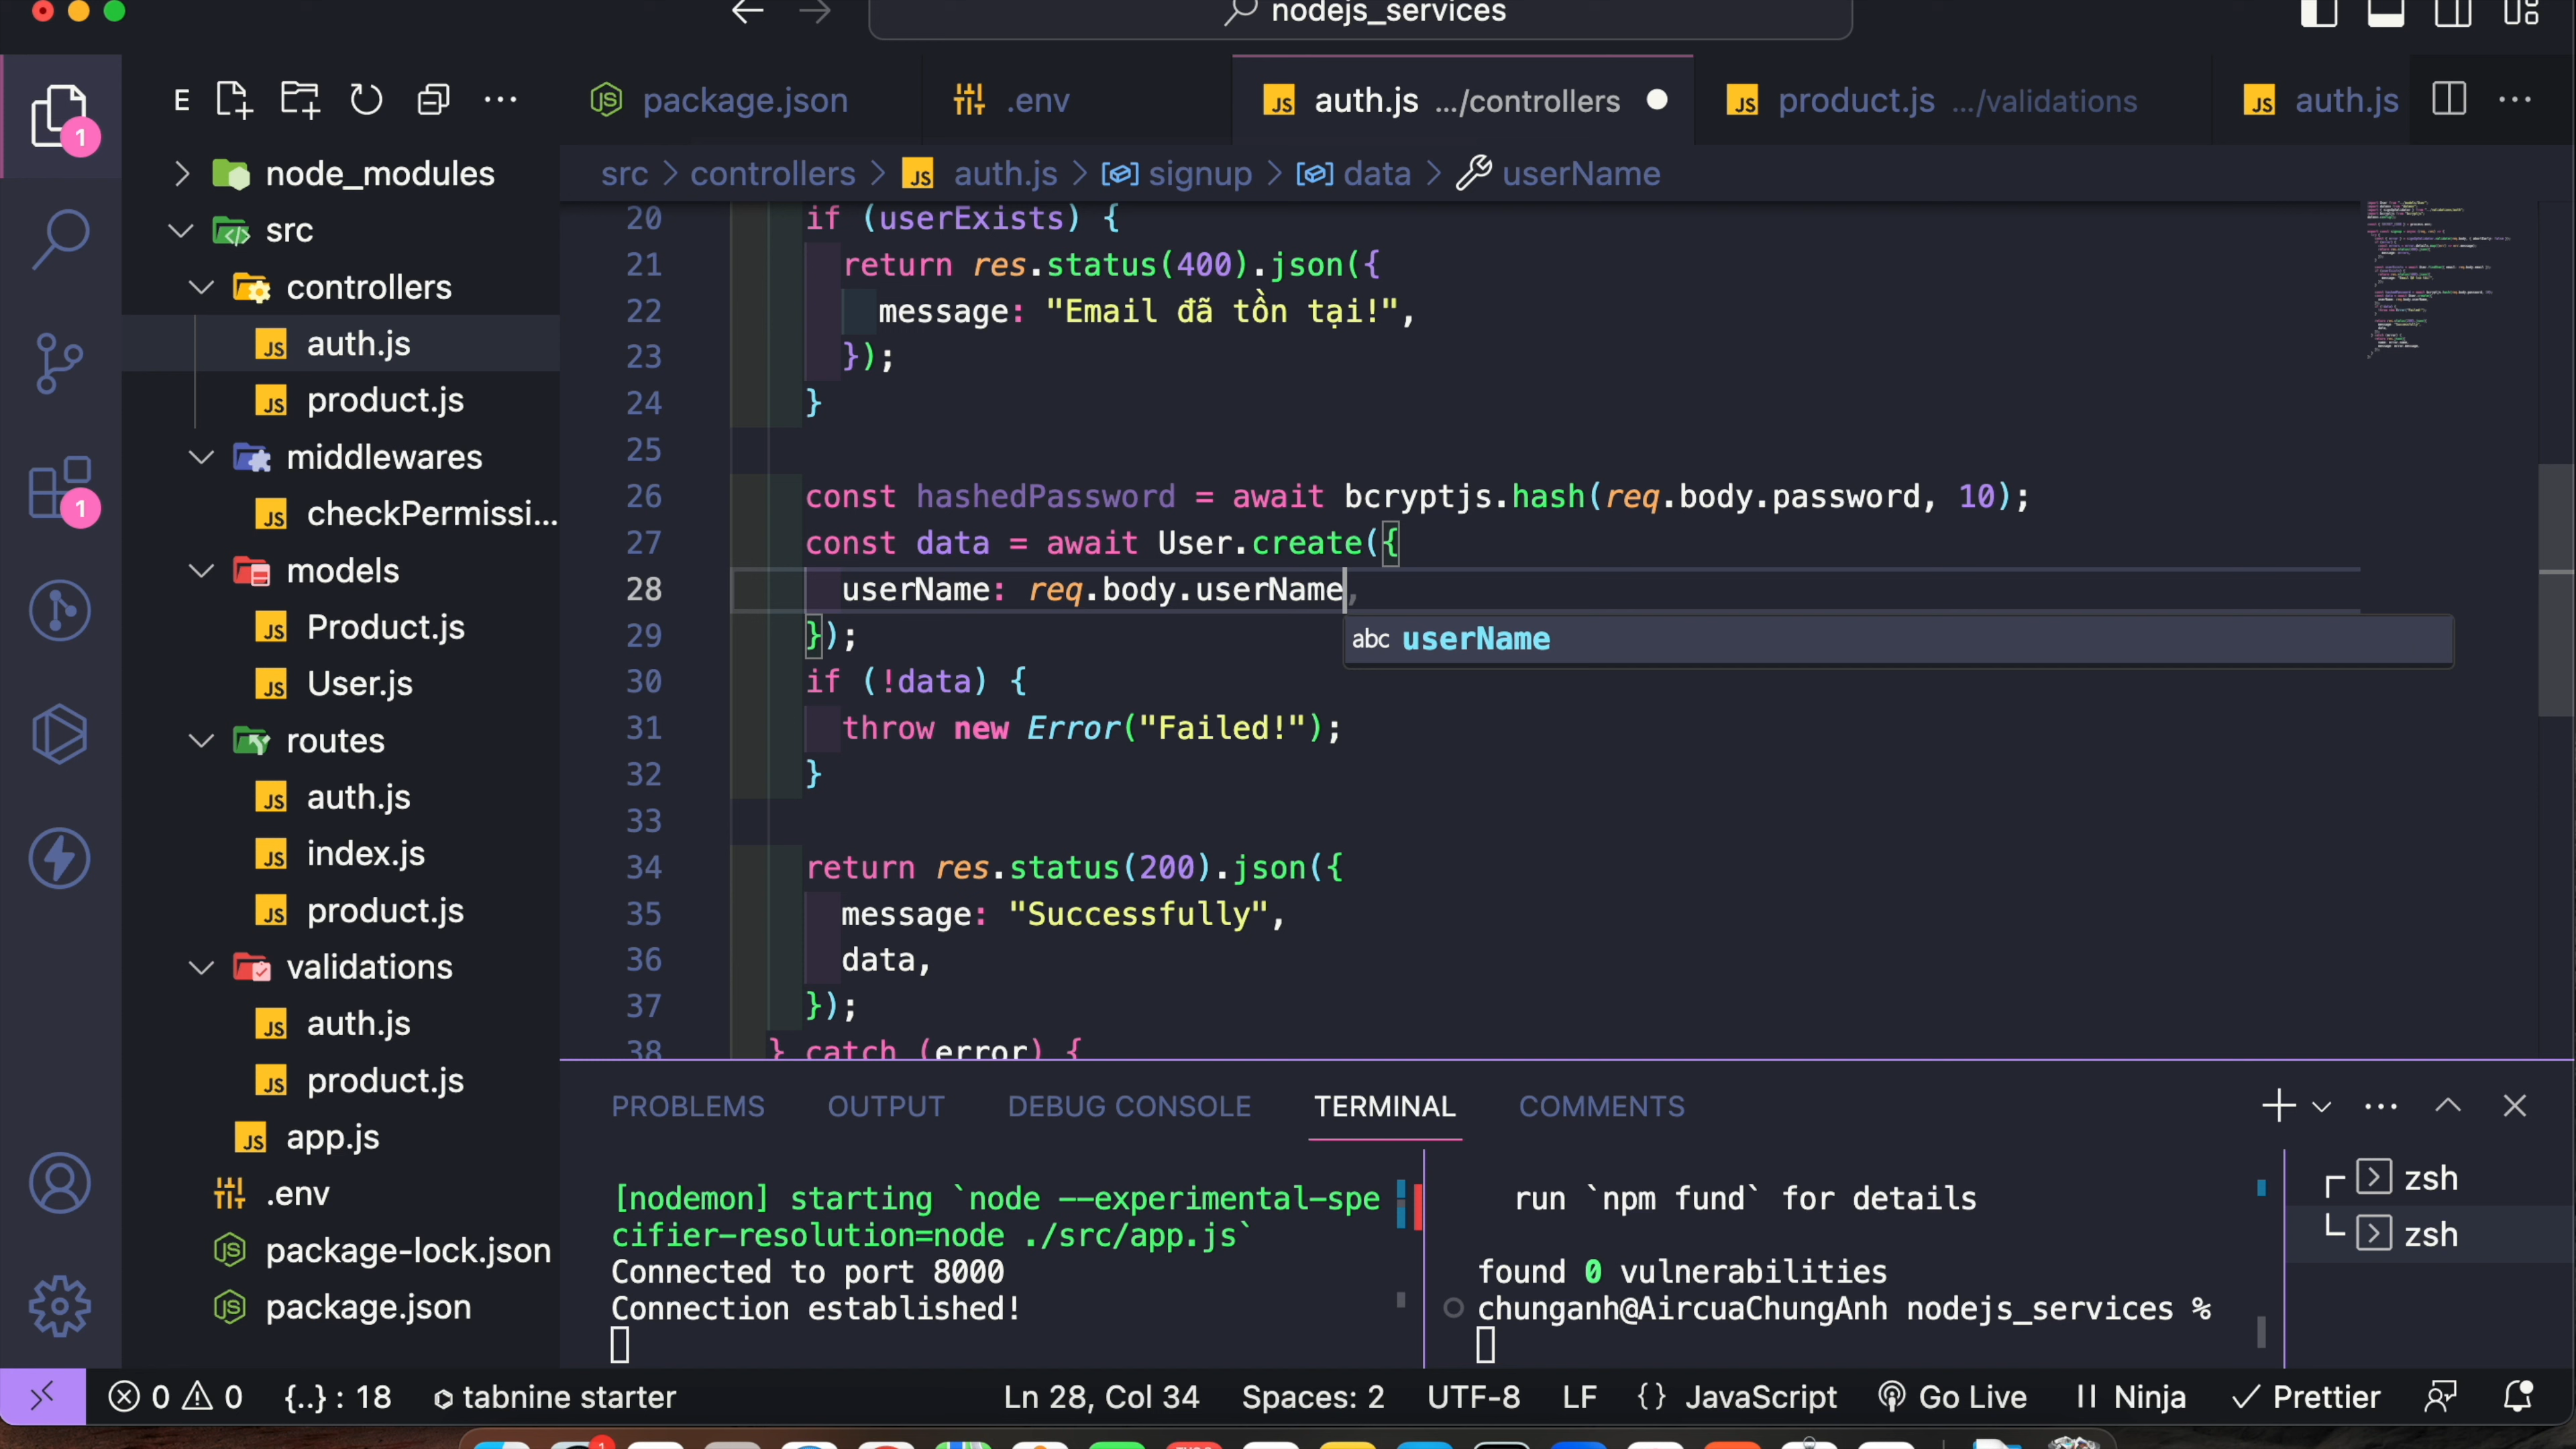 nodejs_services
E
package.json
.env
auth.js .../controllers
product.js .../validations
auth.js
src > controllers > auth.js > signup > data > userName
1
node_modules
src
controllers
auth.js
product.js
middlewares
checkPermissi...
models
Product.js
User.js
routes
auth.js
index.js
product.js
validations
auth.js
product.js
app.js
.env
package-lock.json
package.json
1
20 if (userExists) {
21 return res.status(400).json({
22 message: "Email đã tồn tại!",
23 });
24 }
25
26 const hashedPassword = await bcryptjs.hash(req.body.password, 10);
27 const data = await User.create({
28 userName: req.body.userName,
29 });
abc userName
30 if (!data) {
31 throw new Error("Failed!");
32 }
33
34 return res.status(200).json({
35 message: "Successfully",
36 data,
37 });
38 } catch (error) {
PROBLEMS OUTPUT DEBUG CONSOLE TERMINAL COMMENTS
[nodemon] starting `node --experimental-spe
cifier-resolution=node ./src/app.js`
Connected to port 8000
Connection established!
run `npm fund` for details
found 0 vulnerabilities
chunganh@AircuaChungAnh nodejs_services %
zsh
zsh
0 0 {..} : 18 tabnine starter Ln 28, Col 34 Spaces: 2 UTF-8 LF {} JavaScript Go Live Ninja Prettier
1